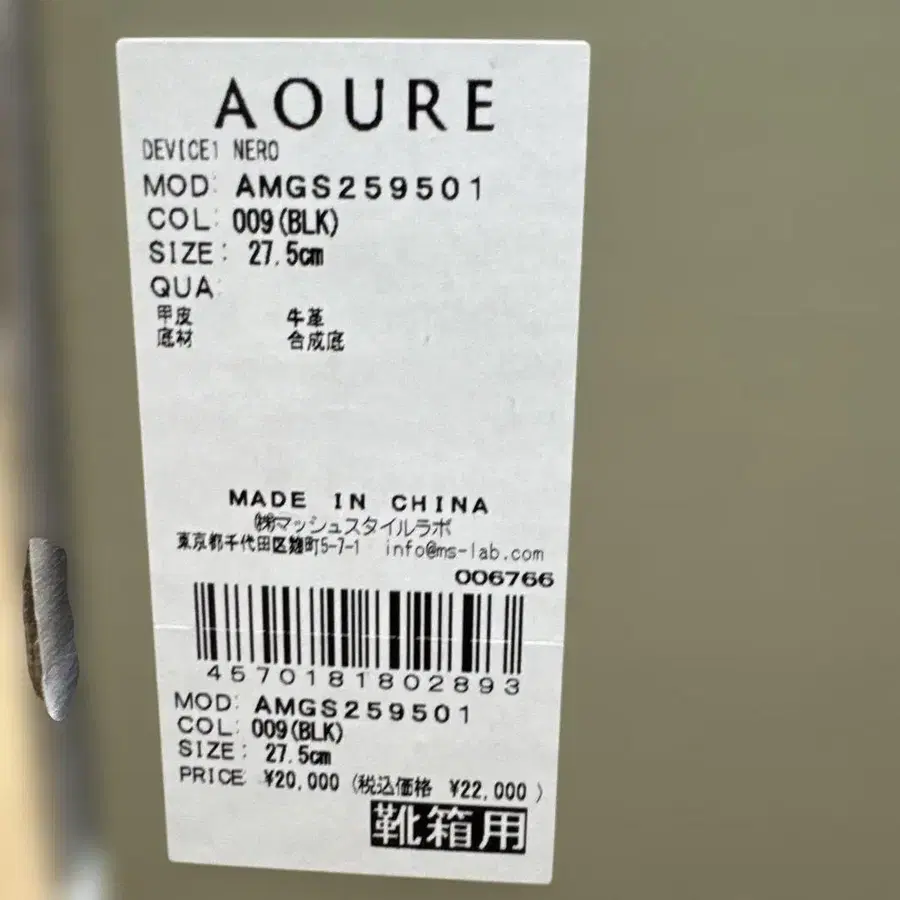 AOURE
DEVICE1 NERO
MOD: AMGS259501
COL: 009(BLK)
SIZE: 27.5cm
QUA:
甲皮 牛革
底材 合成底
MADE IN CHINA
㈱マッシュスタイルラボ
東京都千代田区麹町5-7-1 info@ms-lab.com
006766
4570181802893
MOD: AMGS259501
COL: 009(BLK)
SIZE: 27.5cm
PRICE: ¥20,000 (税込価格 ¥22,000 )
靴箱用